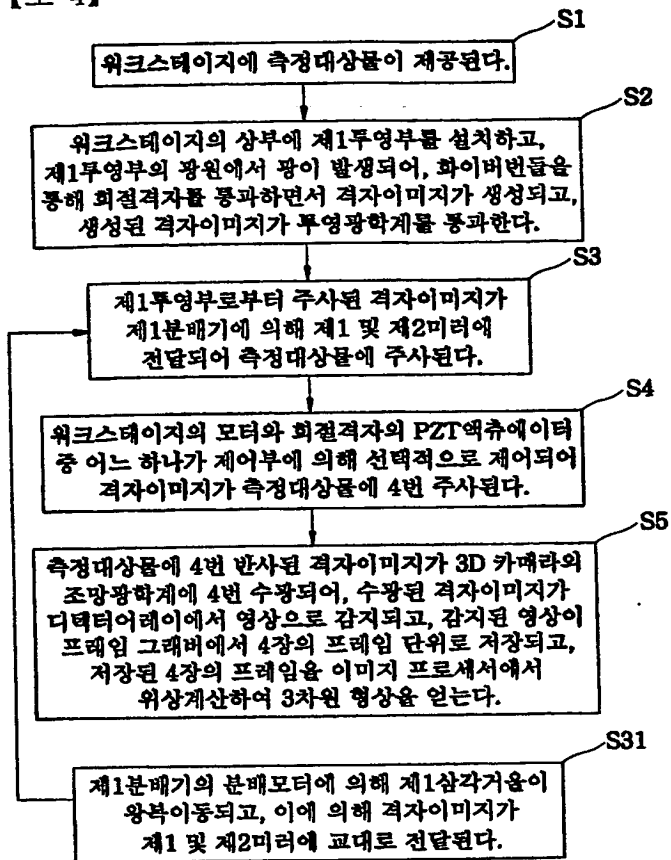 S1
워크스테이지에 측정대상물이 제공된다.
S2
워크스테이지의 상부에 제1투영부를 설치하고,
제1투영부의 광원에서 광이 발생되어, 화이버번들을
통해 회절격자를 통과하면서 격자이미지가 생성되고,
생성된 격자이미지가 투영광학계를 통과한다.
S3
제1투영부로부터 주사된 격자이미지가
제1분배기에 의해 제1 및 제2미러에
전달되어 측정대상물에 주사된다.
S4
워크스테이지의 모터와 회절격자의 PZT액츄에이터
중 어느 하나가 제어부에 의해 선택적으로 제어되어
격자이미지가 측정대상물에 4번 주사된다.
S5
측정대상물에 4번 반사된 격자이미지가 3D 카메라의
조망광학계에 4번 수광되어, 수광된 격자이미지가
디텍터어레이에서 영상으로 감지되고, 감지된 영상이
프레임 그래버에서 4장의 프레임 단위로 저장되고,
저장된 4장의 프레임을 이미지 프로세서에서
위상계산하여 3차원 형상을 얻는다.
S31
제1분배기의 분배모터에 의해 제1삼각거울이
왕복이동되고, 이에 의해 격자이미지가
제1 및 제2미러에 교대로 전달된다.